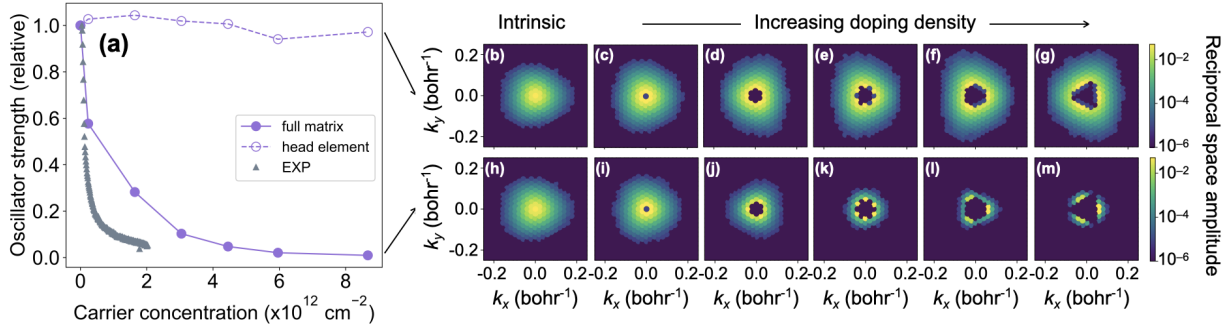 (a)
Oscillator strength (relative)
1.0
0.8
0.6
0.4
0.2
0.0
full matrix
head element
EXP
0 2 4 6 8
Carrier concentration (x10¹² cm⁻²)
Intrinsic
Increasing doping density
(b) (c) (d) (e) (f) (g)
k_y (bohr⁻¹)
0.2
0.0
-0.2
10⁻²
10⁻⁴
10⁻⁶
(h) (i) (j) (k) (l) (m)
k_y (bohr⁻¹)
0.2
0.0
-0.2
10⁻²
10⁻⁴
10⁻⁶
-0.2 0.0 0.2 -0.2 0.0 0.2 -0.2 0.0 0.2 -0.2 0.0 0.2 -0.2 0.0 0.2 -0.2 0.0 0.2
k_x (bohr⁻¹) k_x (bohr⁻¹) k_x (bohr⁻¹) k_x (bohr⁻¹) k_x (bohr⁻¹) k_x (bohr⁻¹)
Reciprocal space amplitude